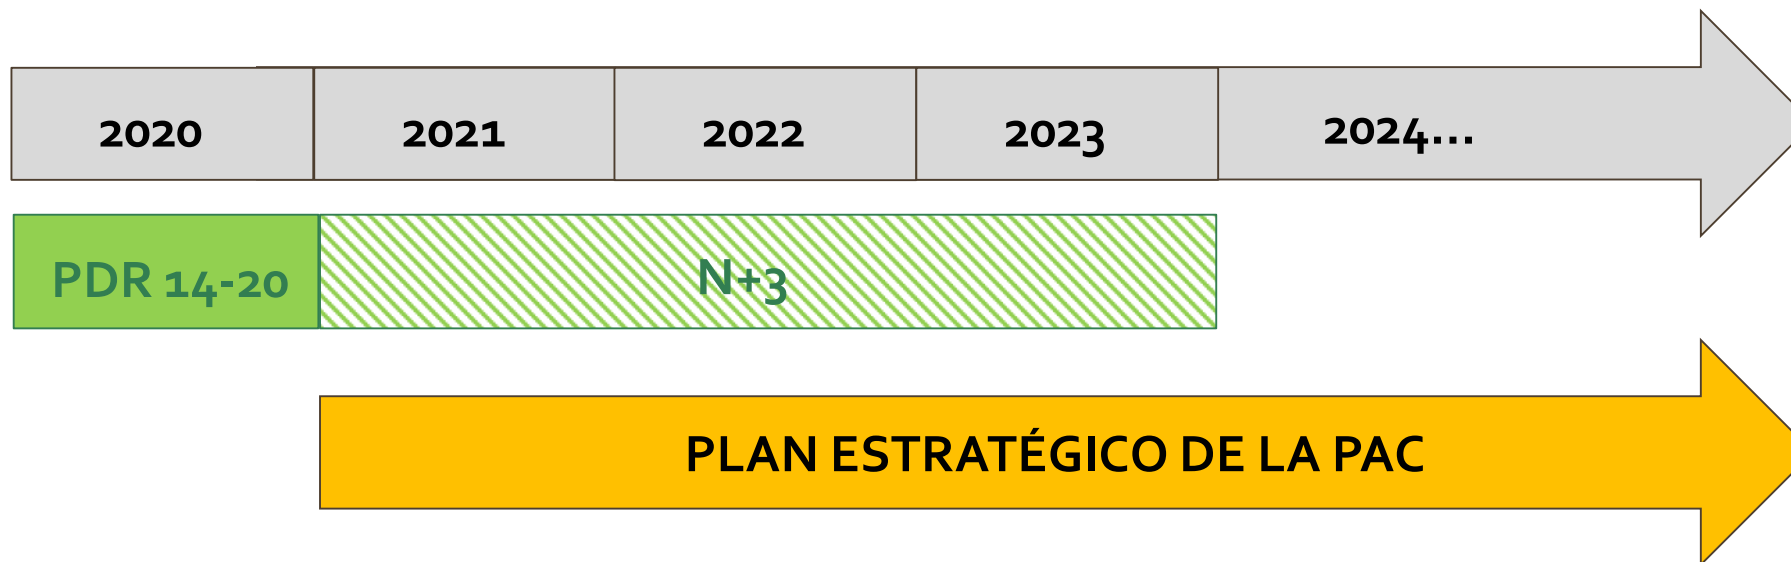 2020 2021 2022 2023 2024...
PDR 14-20 N+3
PLAN ESTRATÉGICO DE LA PAC